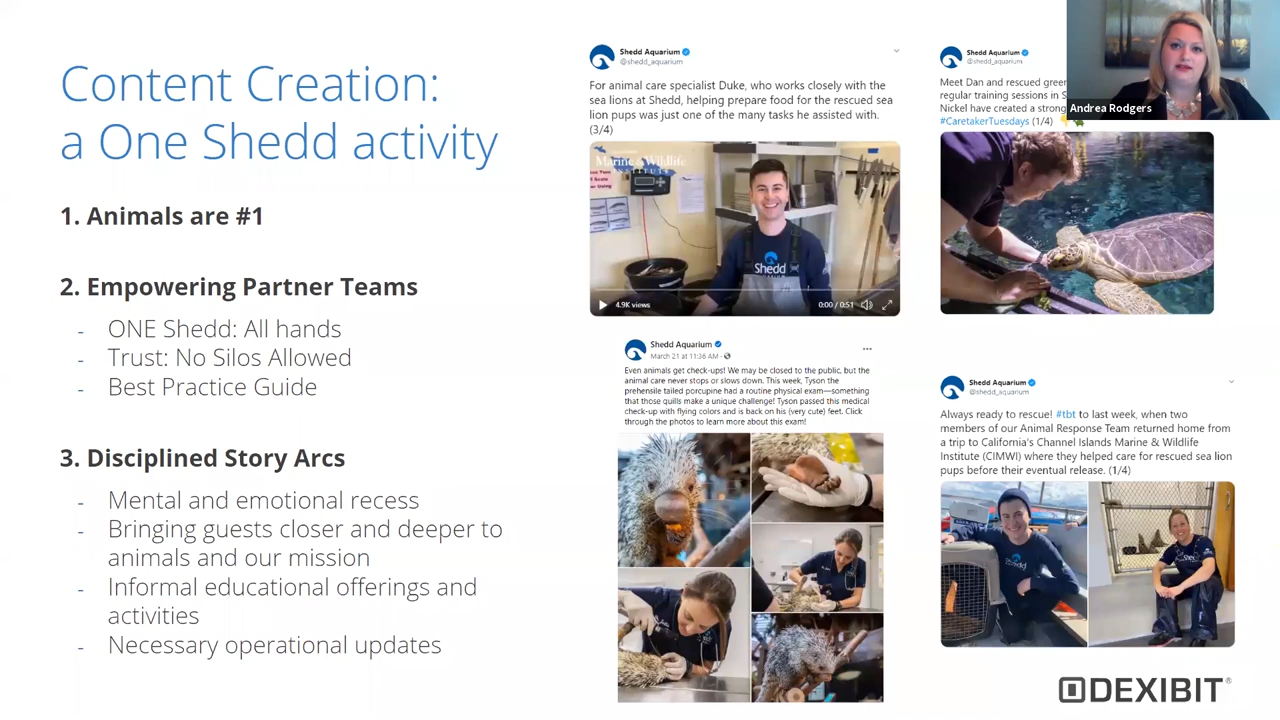 Content Creation:
a One Shedd activity
1. Animals are #1
2. Empowering Partner Teams
- ONE Shedd: All hands
- Trust: No Silos Allowed
- Best Practice Guide
3. Disciplined Story Arcs
- Mental and emotional recess
- Bringing guests closer and deeper to
animals and our mission
- Informal educational offerings and
activities
- Necessary operational updates
Shedd Aquarium
@shedd_aquarium
For animal care specialist Duke, who works closely with the
sea lions at Shedd, helping prepare food for the rescued sea
lion pups was just one of the many tasks he assisted with.
(3/4)
Marine & Wildlife
INSTITUTE
Shedd
4.9K views
0:00 / 0:51
Shedd Aquarium
@shedd_aquarium
Meet Dan and rescued green
regular training sessions in S
Nickel have created a strong
#CaretakerTuesdays (1/4)
Andrea Rodgers
Shedd Aquarium
March 21 at 11:36 AM
Even animals get check-ups! We may be closed to the public, but the
animal care never stops or slows down. This week, Tyson the
prehensile tailed porcupine had a routine physical exam—something
that those quills make a unique challenge! Tyson passed this medical
check-up with flying colors and is back on his (very cute) feet. Click
through the photos to learn more about this exam!
Shedd Aquarium
@shedd_aquarium
Always ready to rescue! #tbt to last week, when two
members of our Animal Response Team returned home from
a trip to California's Channel Islands Marine & Wildlife
Institute (CIMWI) where they helped care for rescued sea lion
pups before their eventual release. (1/4)
Shedd
DEXIBIT®